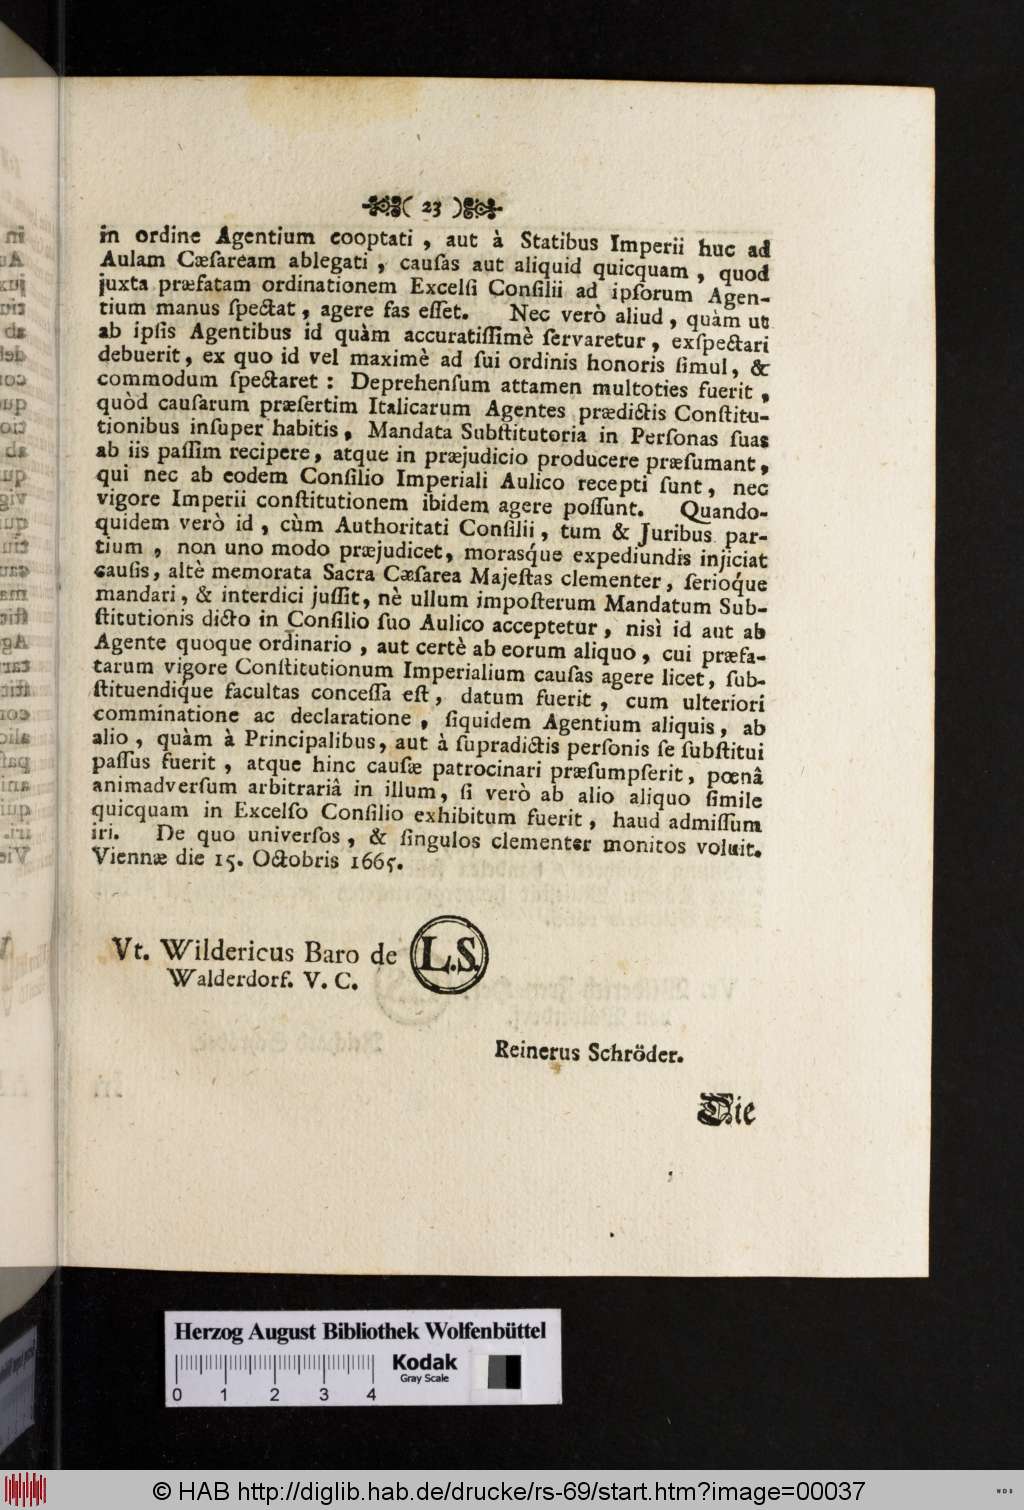 ( 23 )
in ordine Agentium cooptati, aut à Statibus Imperii huc ad
Aulam Cæſaream ablegati, cauſas aut aliquid quicquam, quod
juxta præfatam ordinationem Excelſi Conſilii ad ipſorum Agen-
tium manus ſpectat, agere fas eſſet. Nec verò aliud, quàm ut
ab ipſis Agentibus id quàm accuratiſſimè ſervaretur, exſpectari
debuerit, ex quo id vel maximè ad ſui ordinis honoris ſimul, &
commodum ſpectaret: Deprehenſum attamen multoties fuerit,
quòd cauſarum præſertim Italicarum Agentes prædictis Conſtitu-
tionibus inſuper habitis, Mandata Subſtitutoria in Perſonas ſuas
ab iis paſſim recipere, atque in præjudicio producere præſumant,
qui nec ab eodem Conſilio Imperiali Aulico recepti ſunt, nec
vigore Imperii conſtitutionem ibidem agere poſſunt. Quando-
quidem verò id, cùm Authoritati Conſilii, tum & Juribus par-
tium, non uno modo præjudicet, morasq́ue expediundis injiciat
cauſis, altè memorata Sacra Cæſarea Majeſtas clementer, ſerioq́ue
mandari, & interdici juſſit, nè ullum impoſterum Mandatum Sub-
ſtitutionis dicto in Conſilio ſuo Aulico acceptetur, niſì id aut ab
Agente quoque ordinario, aut certè ab eorum aliquo, cui præfa-
tarum vigore Conſtitutionum Imperialium cauſas agere licet, ſub-
ſtituendiq́ue facultas conceſſa eſt, datum fuerit, cum ulteriori
comminatione ac declaratione, ſiquidem Agentium aliquis, ab
alio, quàm à Principalibus, aut à ſupradictis perſonis ſe ſubſtitui
paſſus fuerit, atque hinc cauſæ patrocinari præſumpſerit, pœnâ
animadverſum arbitrariâ in illum, ſi verò ab alio aliquo ſimile
quicquam in Excelſo Conſilio exhibitum fuerit, haud admiſſum
iri. De quo univerſos, & ſingulos clementer monitos voluit.
Viennæ die 15. Octobris 1665.
Vt. Wildericus Baro de L.S.
Walderdorf. V. C.
Reinerus Schröder.
Die
Herzog August Bibliothek Wolfenbüttel
Kodak
Gray Scale
0 1 2 3 4
© HAB http://diglib.hab.de/drucke/rs-69/start.htm?image=00037